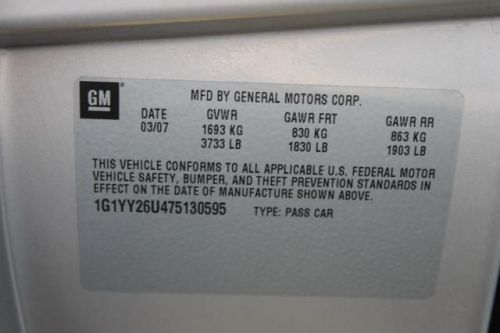 GM
MFD BY GENERAL MOTORS CORP.
DATE GVWR GAWR FRT GAWR RR
03/07 1693 KG 830 KG 863 KG
3733 LB 1830 LB 1903 LB
THIS VEHICLE CONFORMS TO ALL APPLICABLE U.S. FEDERAL MOTOR
VEHICLE SAFETY, BUMPER, AND THEFT PREVENTION STANDARDS IN
EFFECT ON THE DATE OF MANUFACTURE SHOWN ABOVE.
1G1YY26U475130595 TYPE: PASS CAR